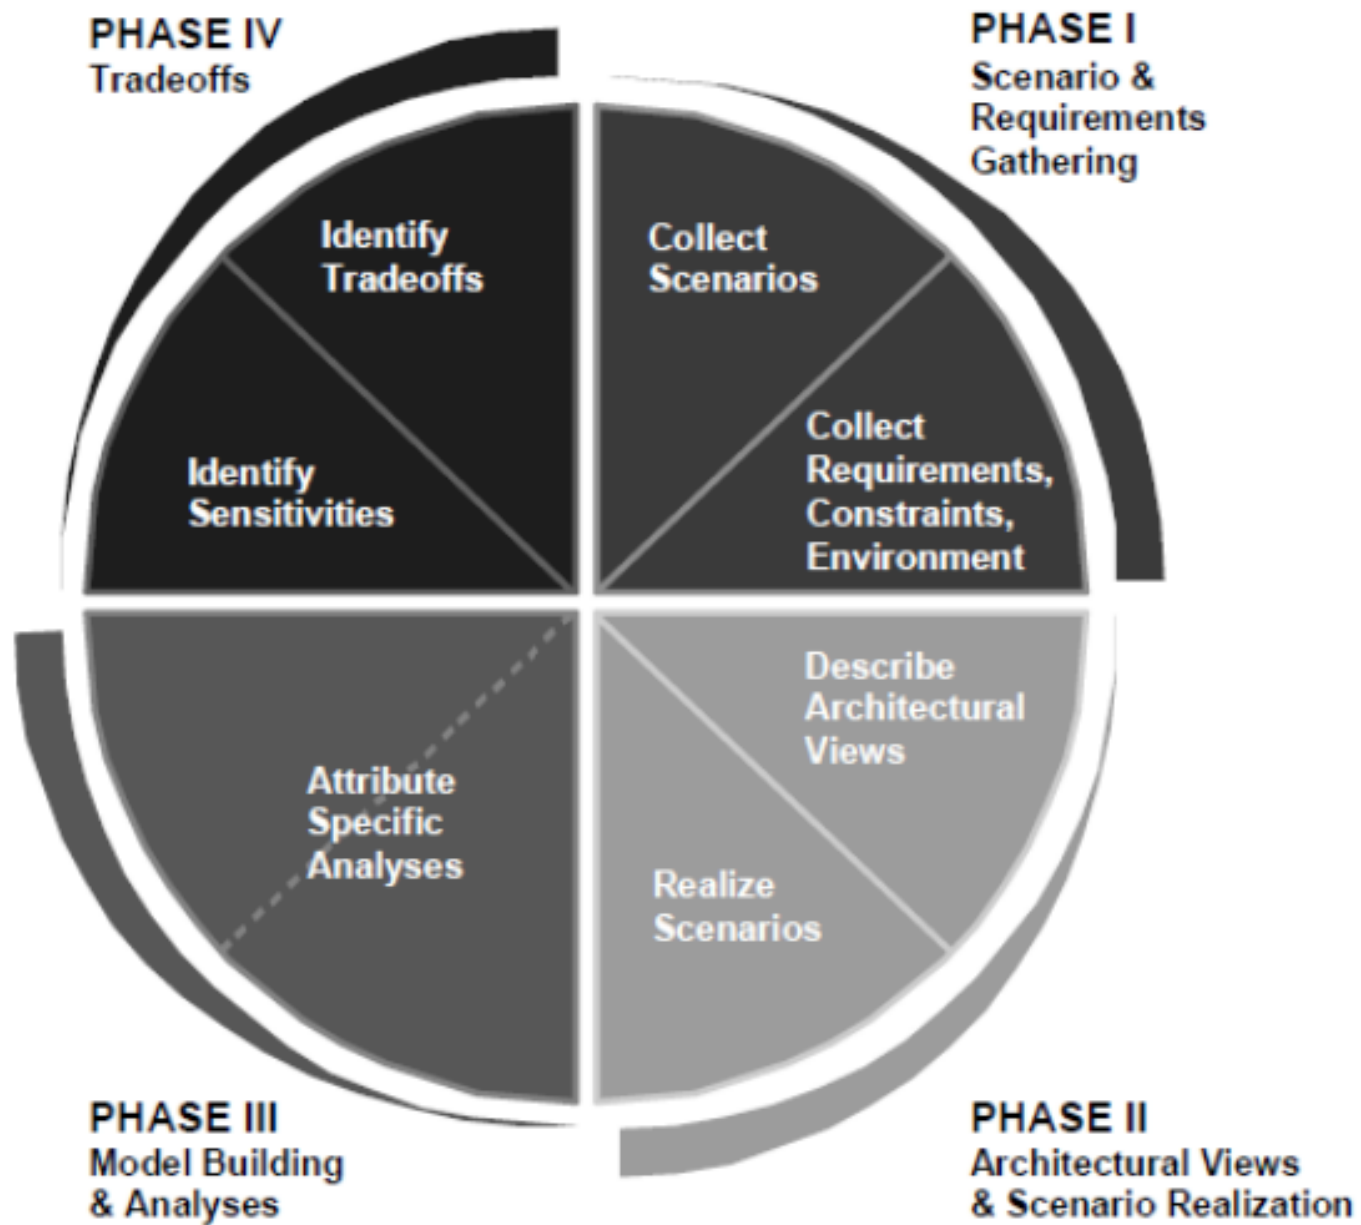 PHASE IV
Tradeoffs
PHASE I
Scenario &
Requirements
Gathering
Identify
Tradeoffs
Collect
Scenarios
Identify
Sensitivities
Collect
Requirements,
Constraints,
Environment
Attribute
Specific
Analyses
Describe
Architectural
Views
Realize
Scenarios
PHASE III
Model Building
& Analyses
PHASE II
Architectural Views
& Scenario Realization